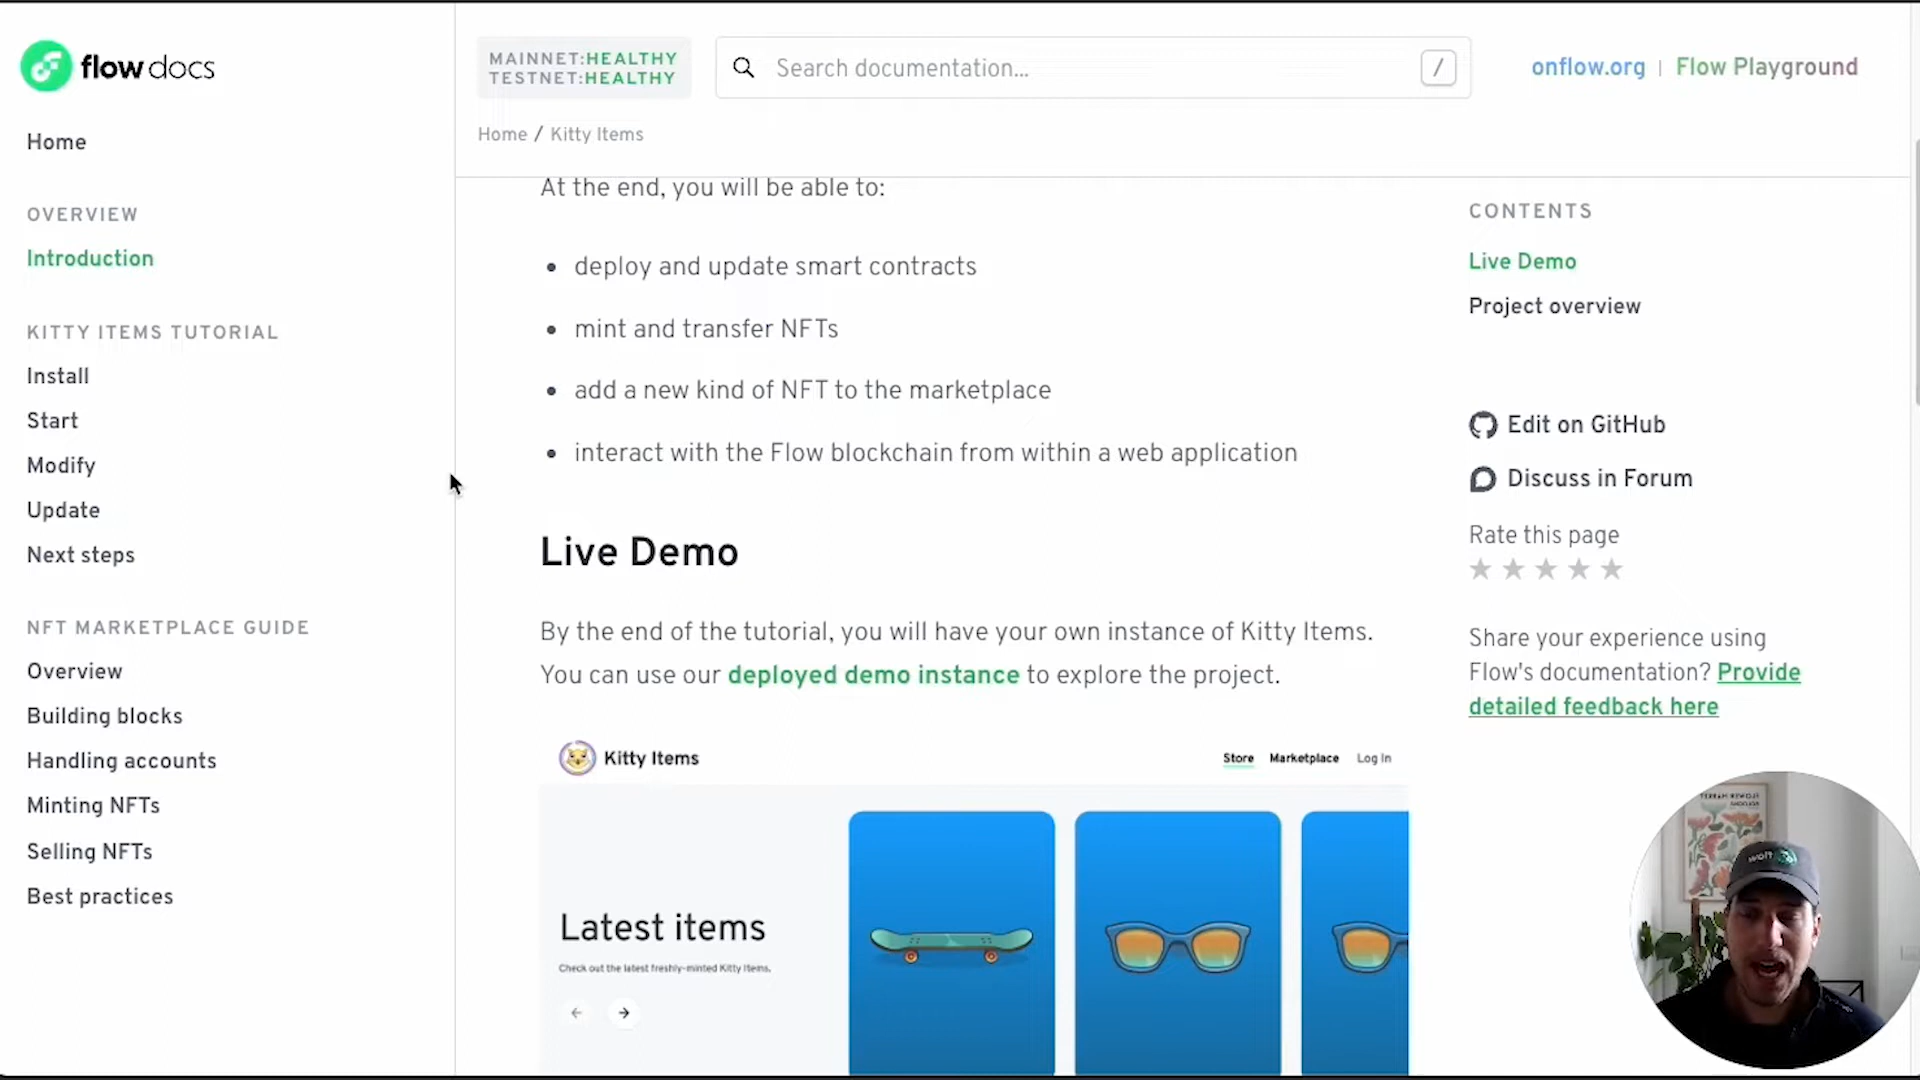 flow docs
Home
OVERVIEW
Introduction
KITTY ITEMS TUTORIAL
Install
Start
Modify
Update
Next steps
NFT MARKETPLACE GUIDE
Overview
Building blocks
Handling accounts
Minting NFTs
Selling NFTs
Best practices
MAINNET:HEALTHY
TESTNET:HEALTHY
Search documentation...
/
onflow.org | Flow Playground
Home / Kitty Items
At the end, you will be able to:
• deploy and update smart contracts
• mint and transfer NFTs
• add a new kind of NFT to the marketplace
• interact with the Flow blockchain from within a web application
Live Demo
By the end of the tutorial, you will have your own instance of Kitty Items.
You can use our deployed demo instance to explore the project.
Kitty Items
Store Marketplace Log In
Latest items
Check out the latest freshly-minted Kitty Items.
CONTENTS
Live Demo
Project overview
Edit on GitHub
Discuss in Forum
Rate this page
Share your experience using
Flow's documentation? Provide
detailed feedback here